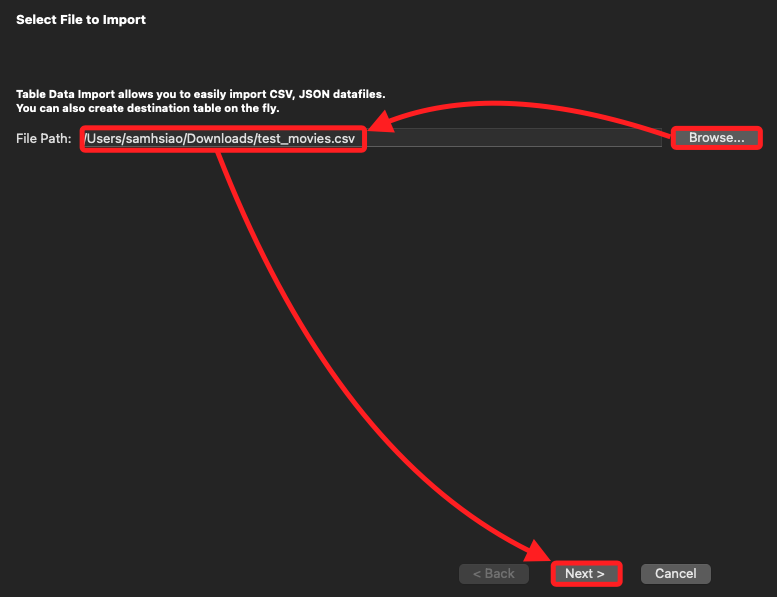 Select File to Import
Table Data Import allows you to easily import CSV, JSON datafiles.
You can also create destination table on the fly.
File Path: /Users/samhsiao/Downloads/test_movies.csv Browse...
< Back Next > Cancel